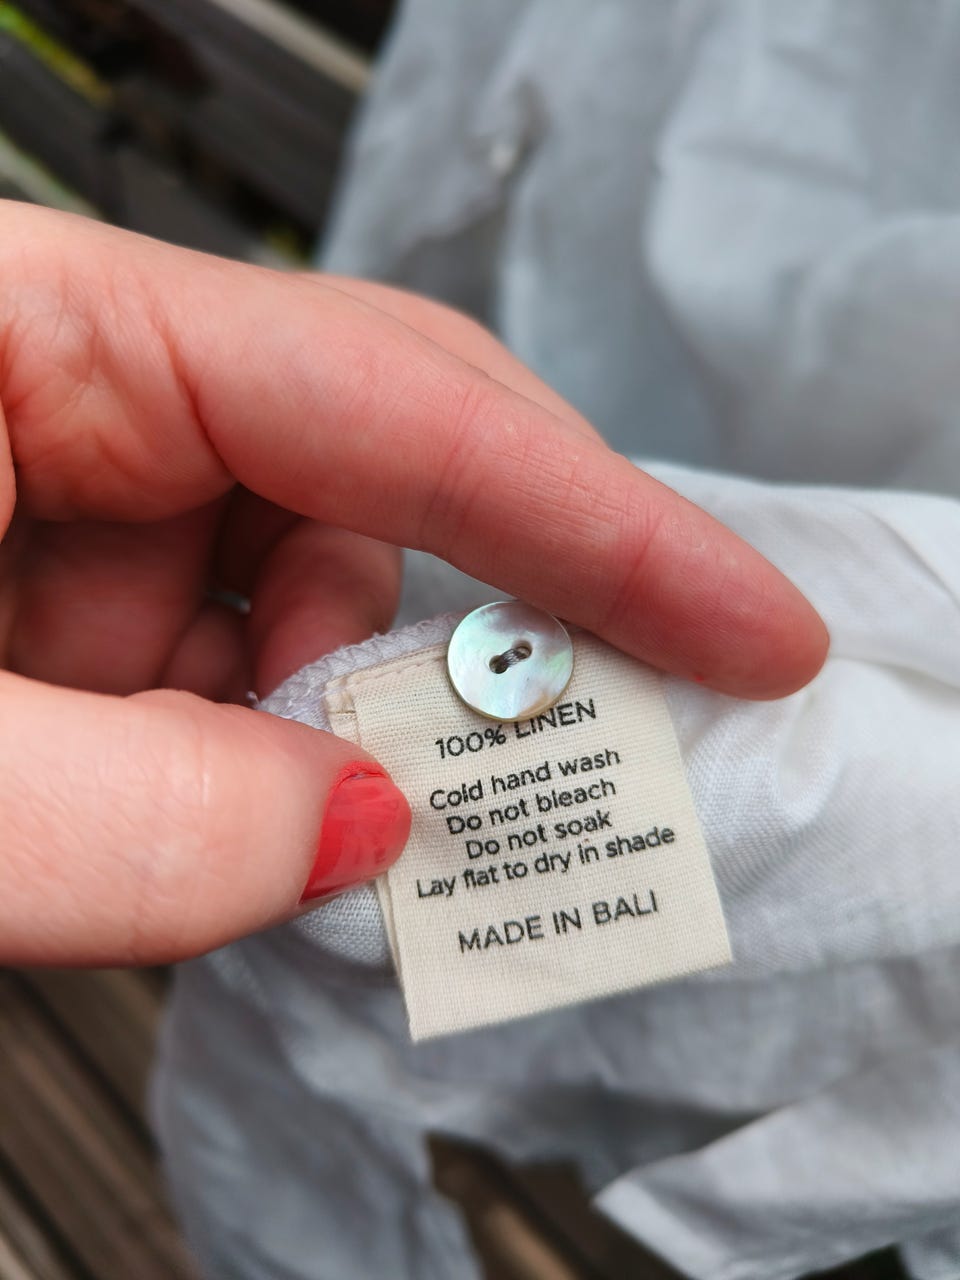 100% LINEN
Cold hand wash
Do not bleach
Do not soak
Lay flat to dry in shade
MADE IN BALI